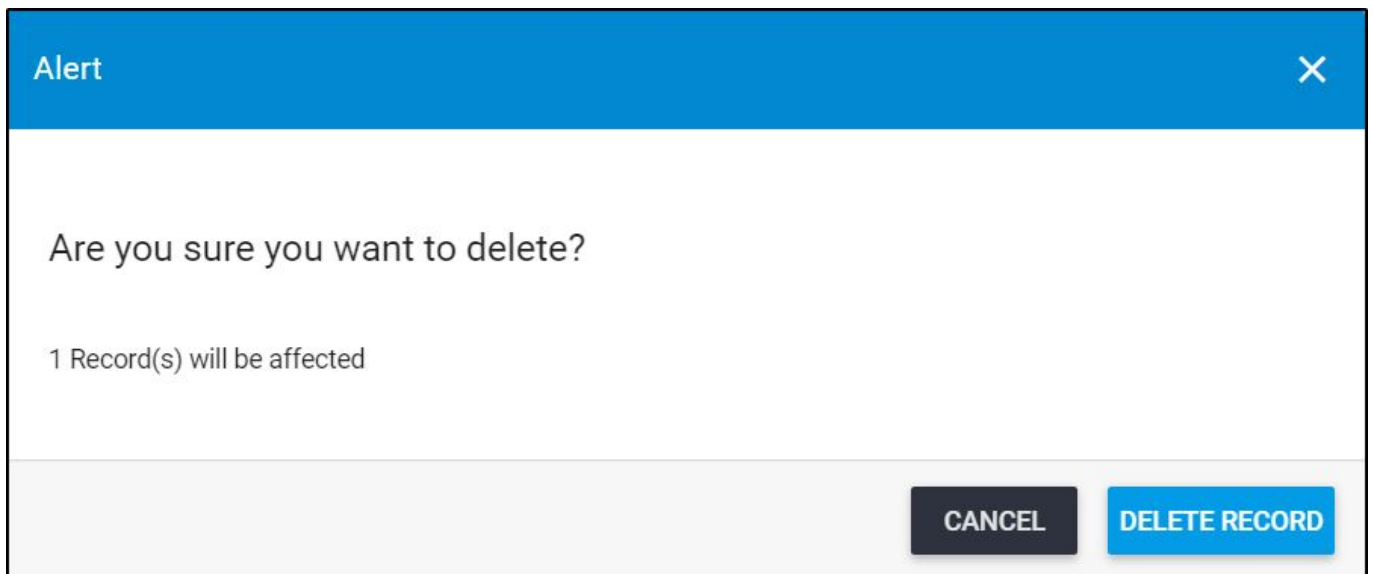 Alert
Are you sure you want to delete?
1 Record(s) will be affected
CANCEL DELETE RECORD